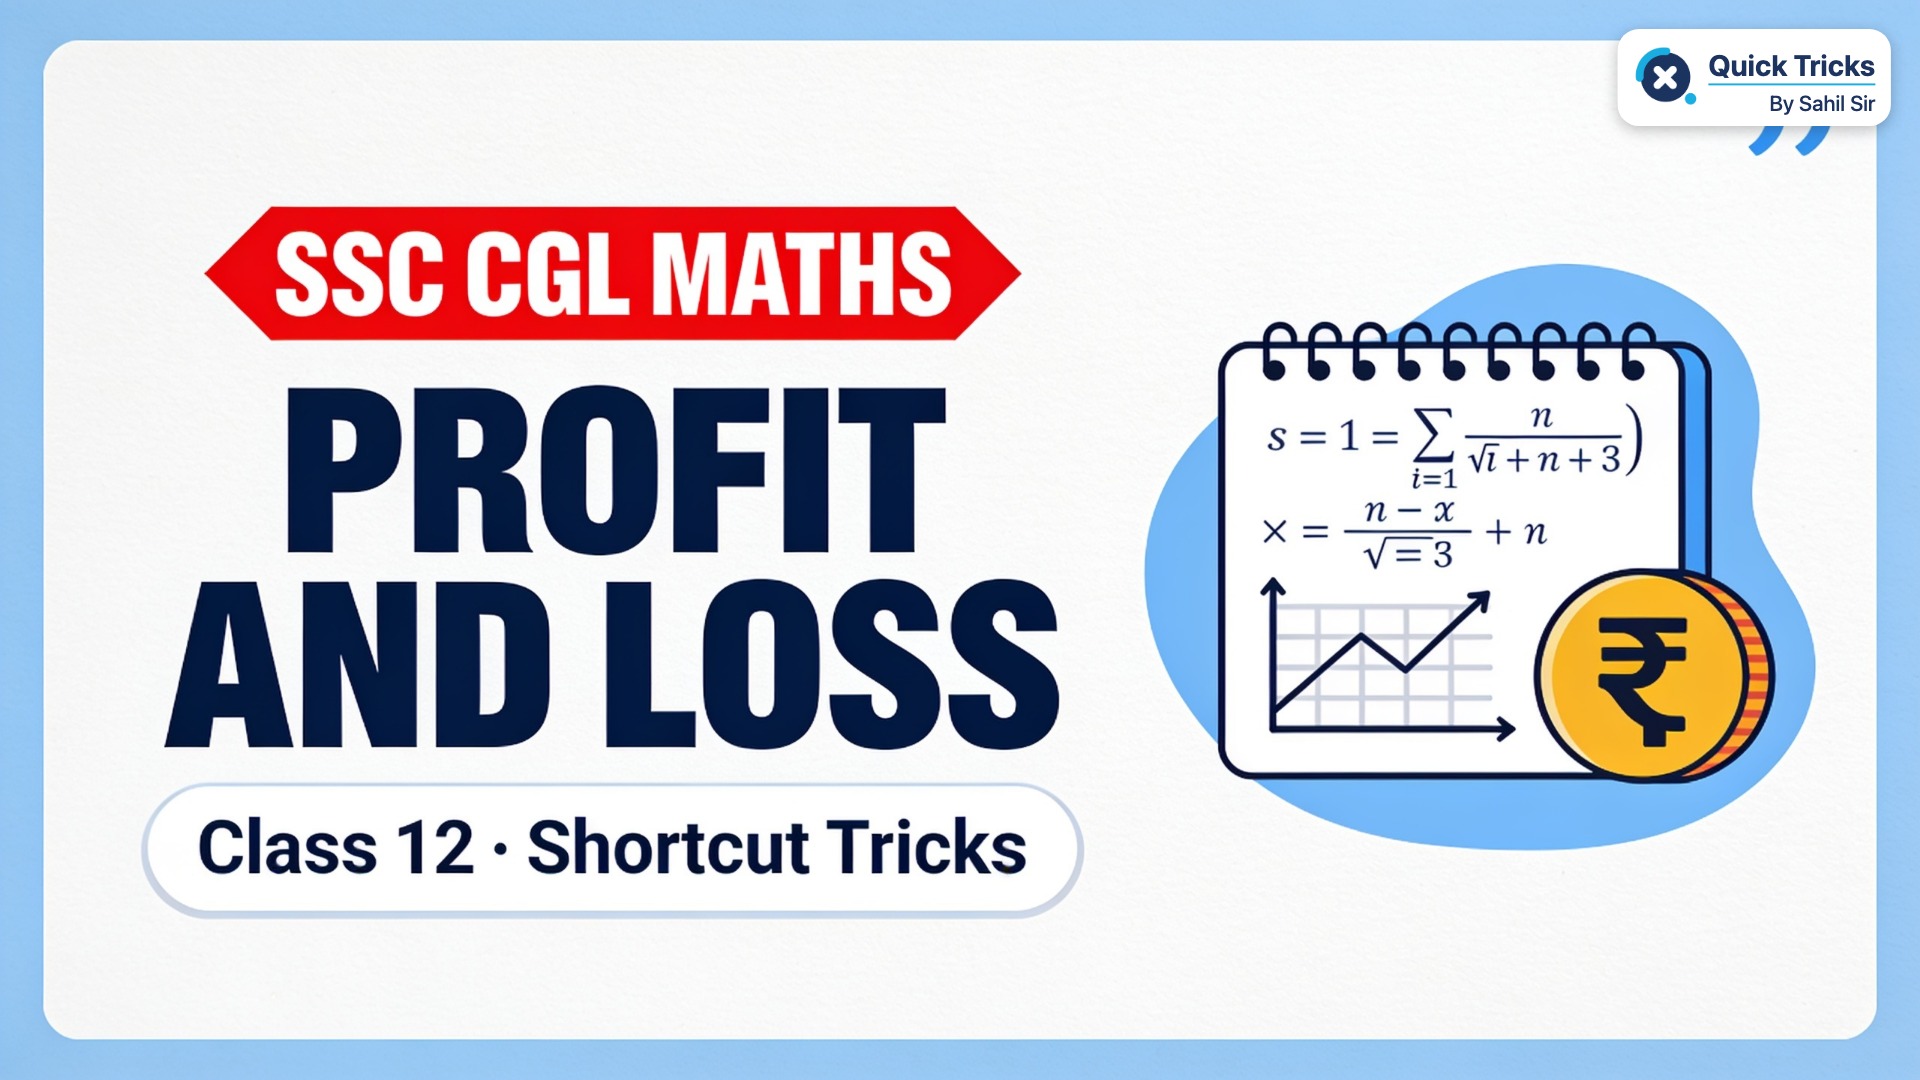 Quick Tricks
By Sahil Sir
”
SSC CGL MATHS
PROFIT
AND LOSS
Class 12 · Shortcut Tricks
s = 1 = ∑ i=1 n / √ı + n + 3)
× = n − x / √= 3 + n
₹